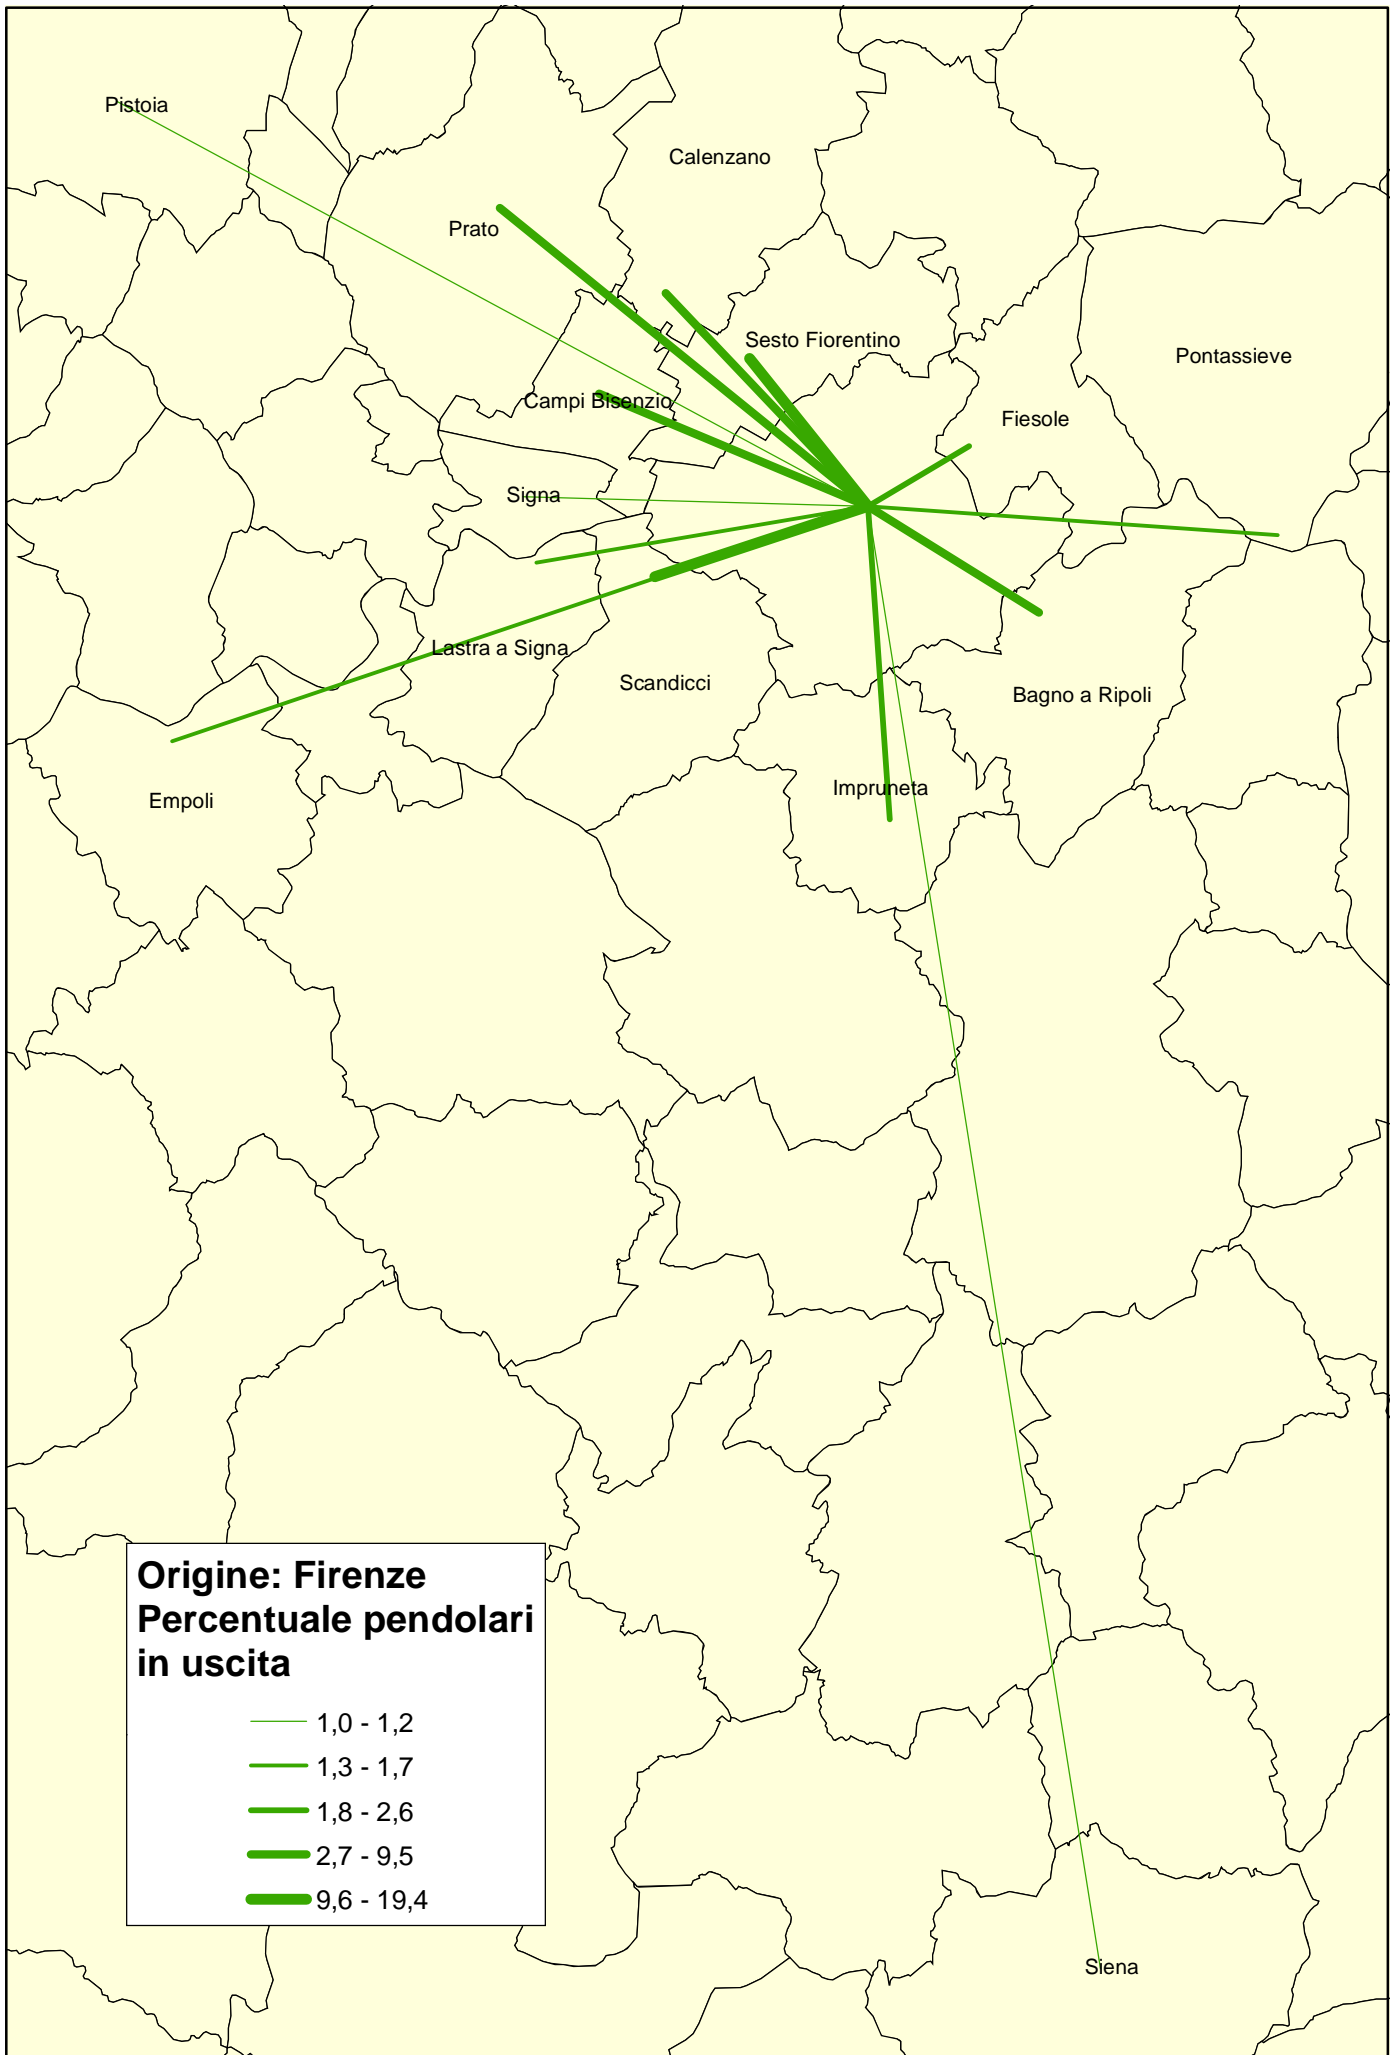 Pistoia
Calenzano
Prato
Sesto Fiorentino
Pontassieve
Campi Bisenzio
Fiesole
Signa
Lastra a Signa
Scandicci
Bagno a Ripoli
Impruneta
Empoli
Origine: Firenze
Percentuale pendolari
in uscita
1,0 - 1,2
1,3 - 1,7
1,8 - 2,6
2,7 - 9,5
9,6 - 19,4
Siena